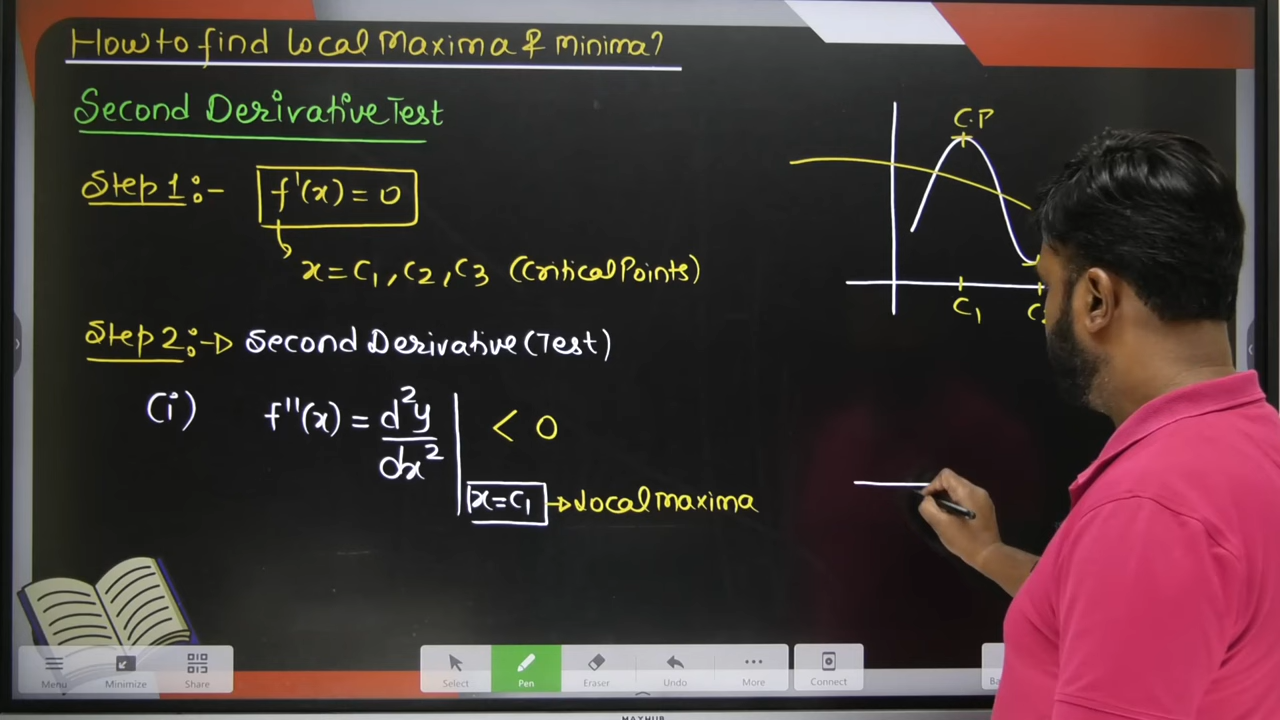 How to find Local Maxima & Minima?
Second Derivative Test
Step 1:-
f'(x) = 0
x = C1, C2, C3 (Critical Points)
Step 2:-> Second Derivative (Test)
(i) f''(x) = d²y/dx² | x=C1 < 0
-> Local maxima
C.P
C1
Menu
Minimize
Share
Select
Pen
Eraser
Undo
More
Connect
MAXHUB